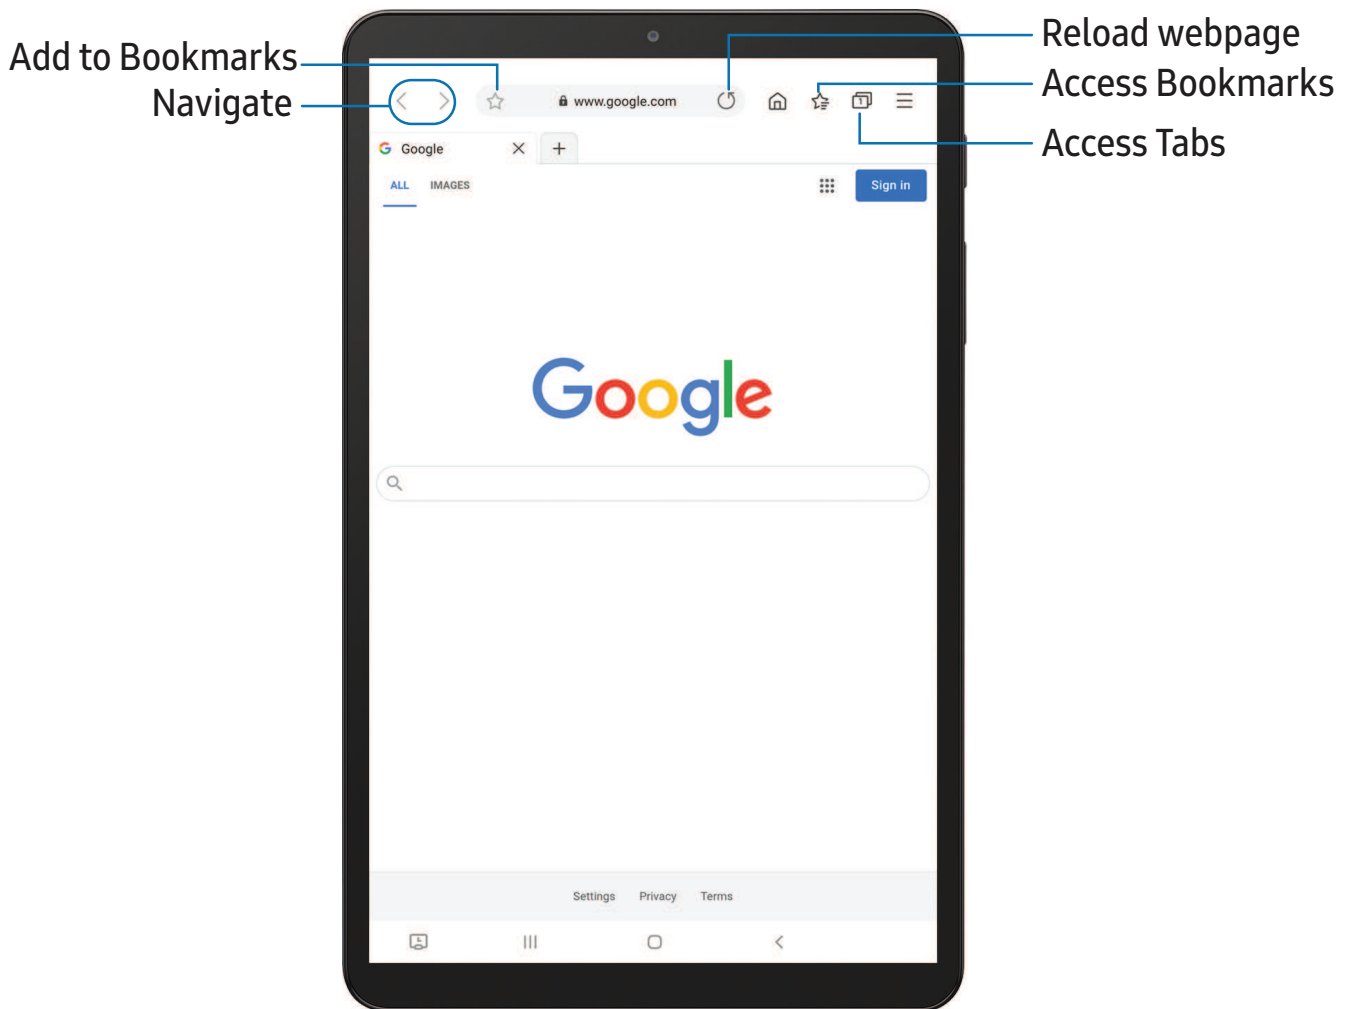 Add to Bookmarks
Navigate
Reload webpage
Access Bookmarks
Access Tabs
www.google.com
1
Google
ALL IMAGES
Sign in
Google
Settings Privacy Terms